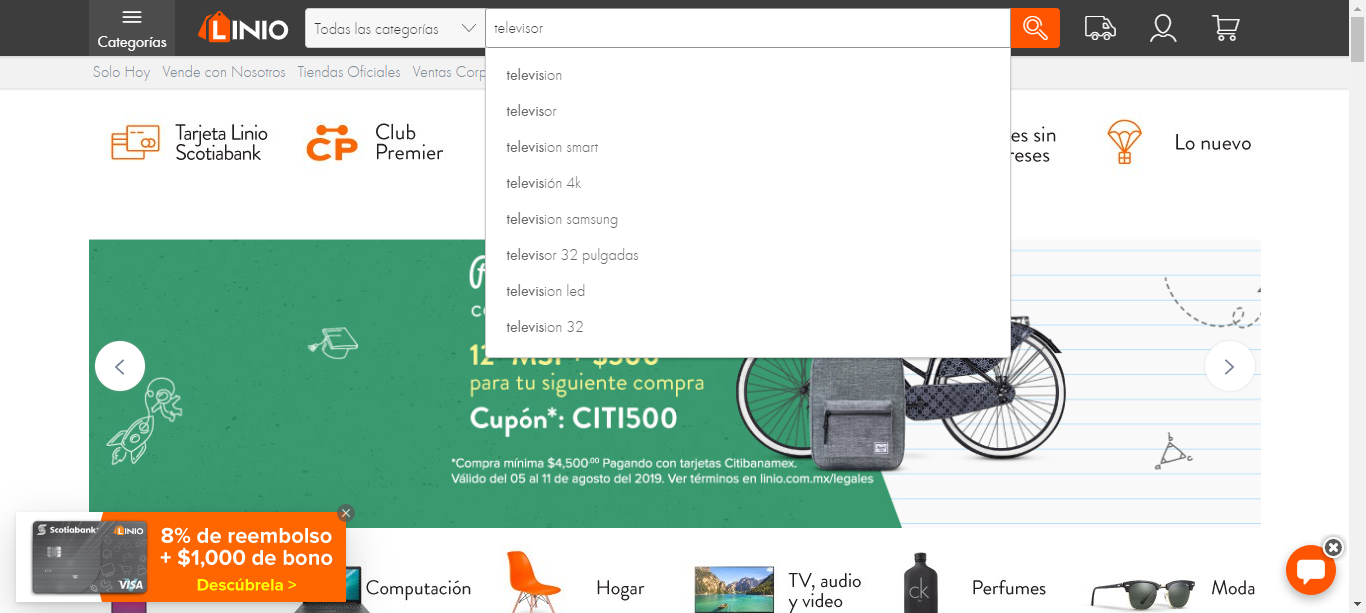 Categorías
LINIO
Todas las categorías
televisor
Solo Hoy
Vende con Nosotros
Tiendas Oficiales
Ventas Corp
television
televisor
television smart
televisión 4k
television samsung
televisor 32 pulgadas
television led
television 32
Tarjeta Linio
Scotiabank
CP
Club
Premier
es sin
reses
Lo nuevo
12 MSI + $500
para tu siguiente compra
Cupón*: CITI500
*Compra mínima $4,500.00 Pagando con tarjetas Citibanamex.
Válido del 05 al 11 de agosto del 2019. Ver términos en linio.com.mx/legales
Scotiabank
LINIO
VISA
8% de reembolso
+ $1,000 de bono
Descúbrela >
Computación
Hogar
TV, audio
y video
ck
Perfumes
Moda